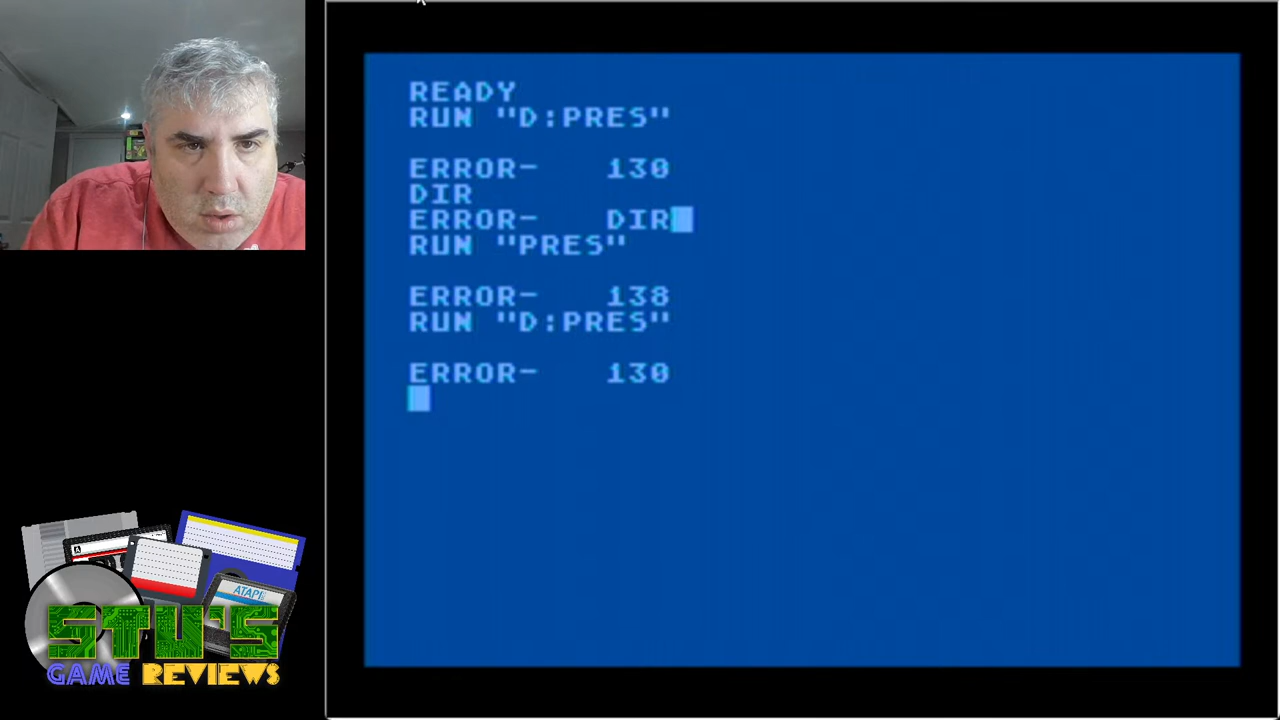 READY
RUN "D:PRES"
ERROR-    130
DIR
ERROR-    DIR
RUN "PRES"
ERROR-    138
RUN "D:PRES"
ERROR-    130
A
ATARI
STU'S
GAME REVIEWS